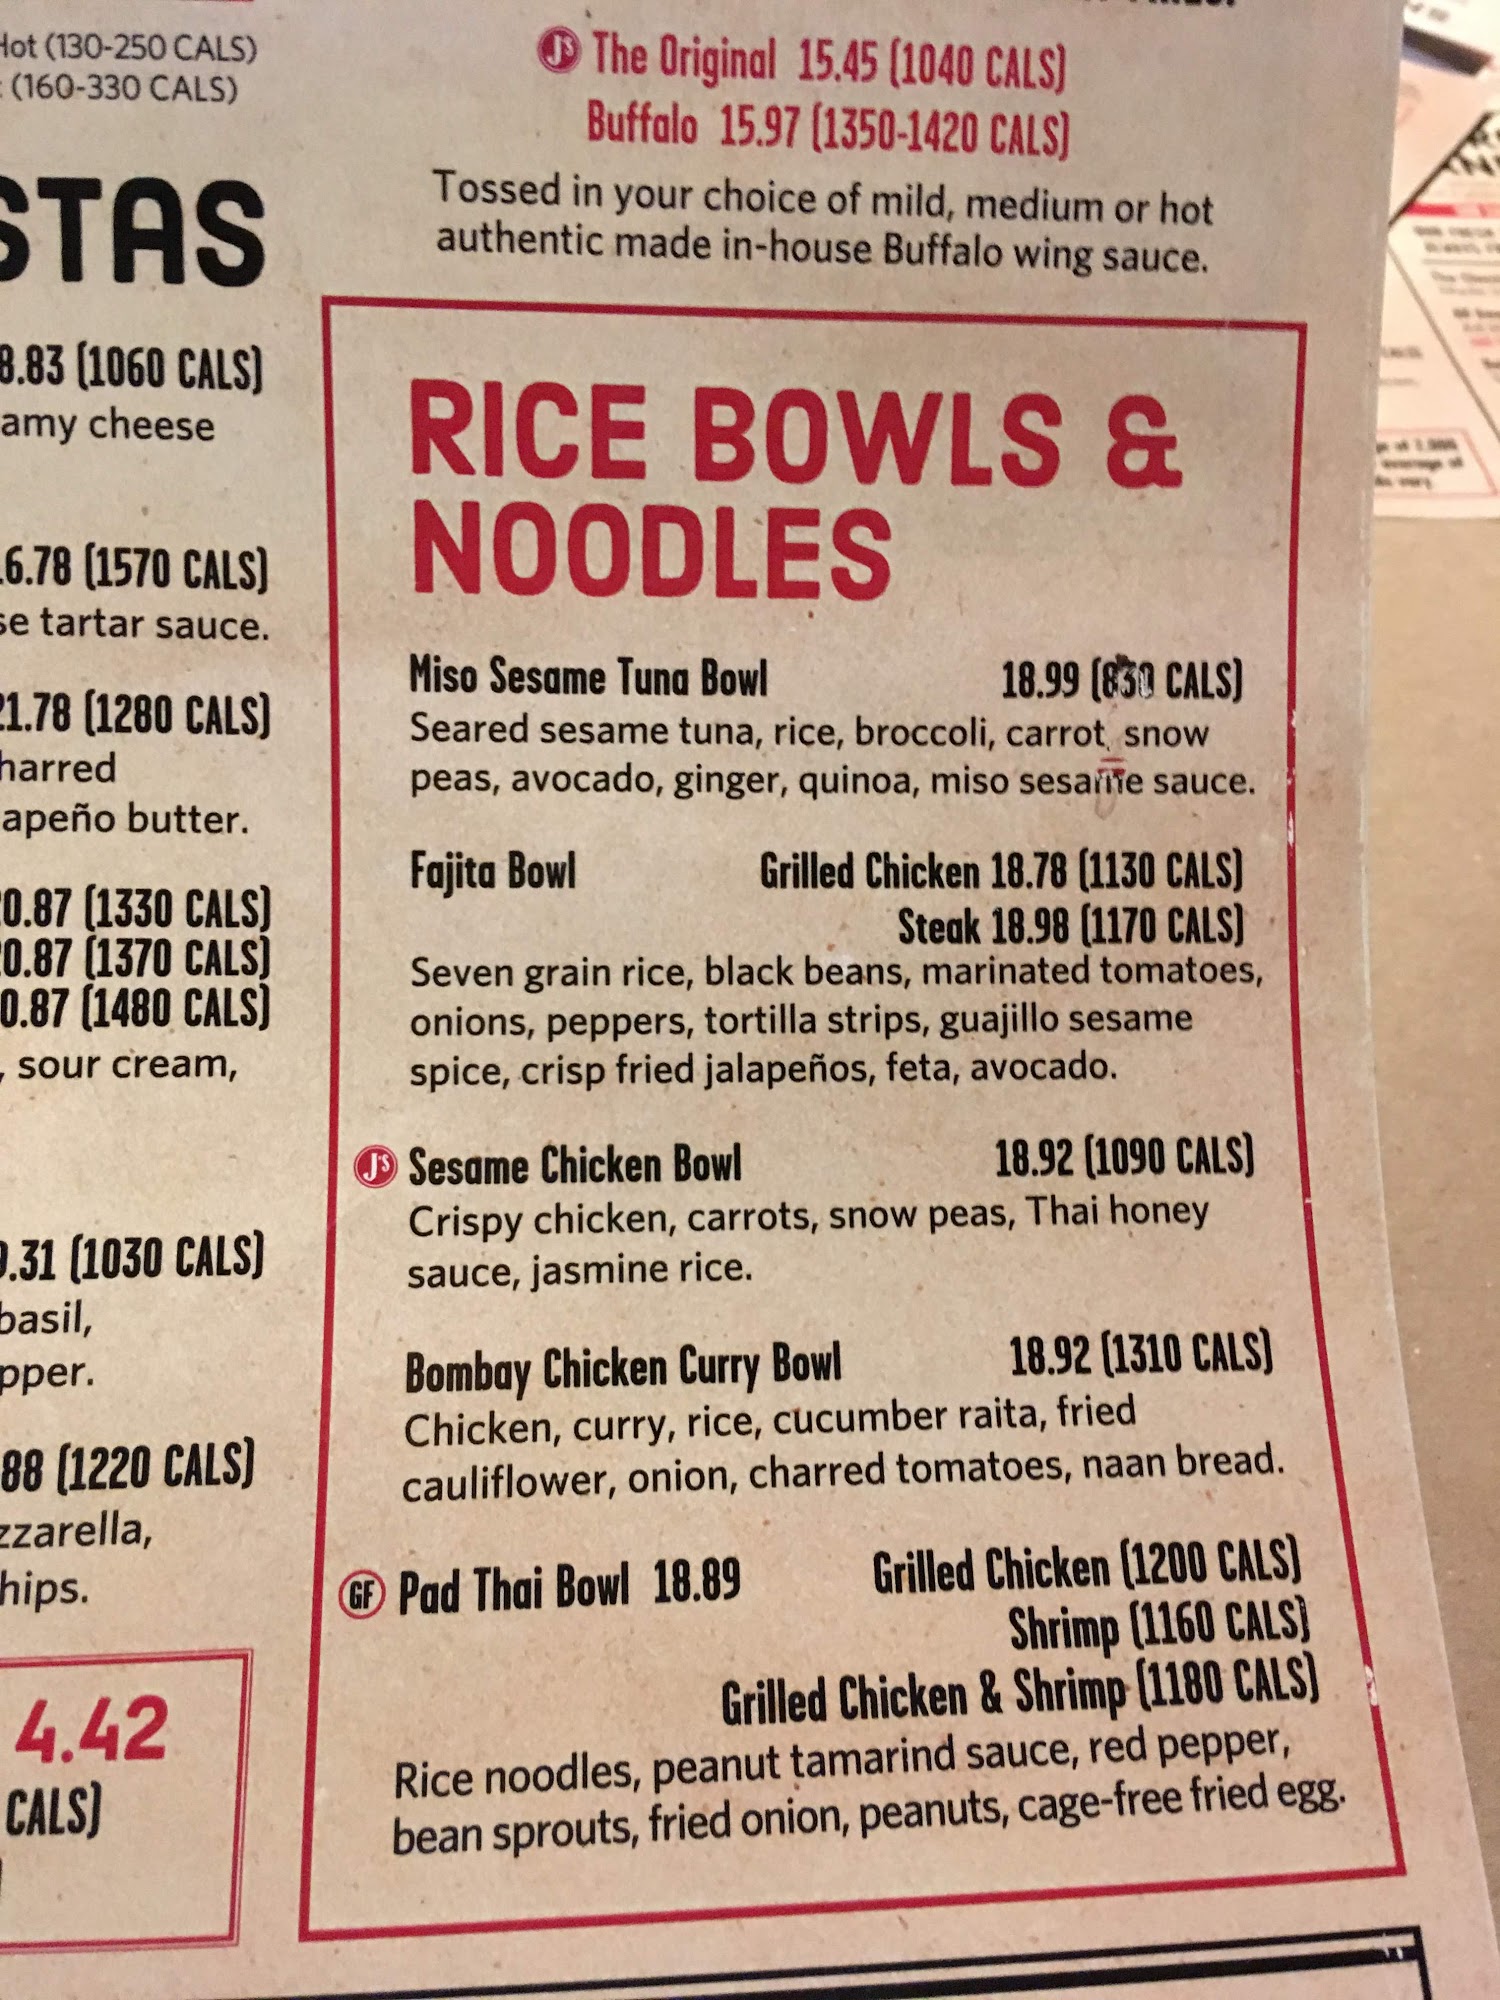 (130-250 CALS)
(160-330 CALS)
8.83 (1060 CALS)
cheese
6.78 (1570 CALS)
tartar sauce.
1.78 (1280 CALS)
butter.
0.87 (1330 CALS)
0.87 (1370 CALS)
0.87 (1480 CALS)
, sour cream,
.31 (1030 CALS)
basil,
88 (1220 CALS)
4.42
CALS)
J's The Original 15.45 (1040 CALS)
Buffalo 15.97 (1350-1420 CALS)
Tossed in your choice of mild, medium or hot
authentic made in-house Buffalo wing sauce.
RICE BOWLS &
NOODLES
Miso Sesame Tuna Bowl 18.99 (830 CALS)
Seared sesame tuna, rice, broccoli, carrot, snow
peas, avocado, ginger, quinoa, miso sesame sauce.
Fajita Bowl Grilled Chicken 18.78 (1130 CALS)
Steak 18.98 (1170 CALS)
Seven grain rice, black beans, marinated tomatoes,
onions, peppers, tortilla strips, guajillo sesame
spice, crisp fried jalapeños, feta, avocado.
J's Sesame Chicken Bowl 18.92 (1090 CALS)
Crispy chicken, carrots, snow peas, Thai honey
sauce, jasmine rice.
Bombay Chicken Curry Bowl 18.92 (1310 CALS)
Chicken, curry, rice, cucumber raita, fried
cauliflower, onion, charred tomatoes, naan bread.
GF Pad Thai Bowl 18.89 Grilled Chicken (1200 CALS)
Shrimp (1160 CALS)
Grilled Chicken & Shrimp (1180 CALS)
Rice noodles, peanut tamarind sauce, red pepper,
bean sprouts, fried onion, peanuts, cage-free fried egg.